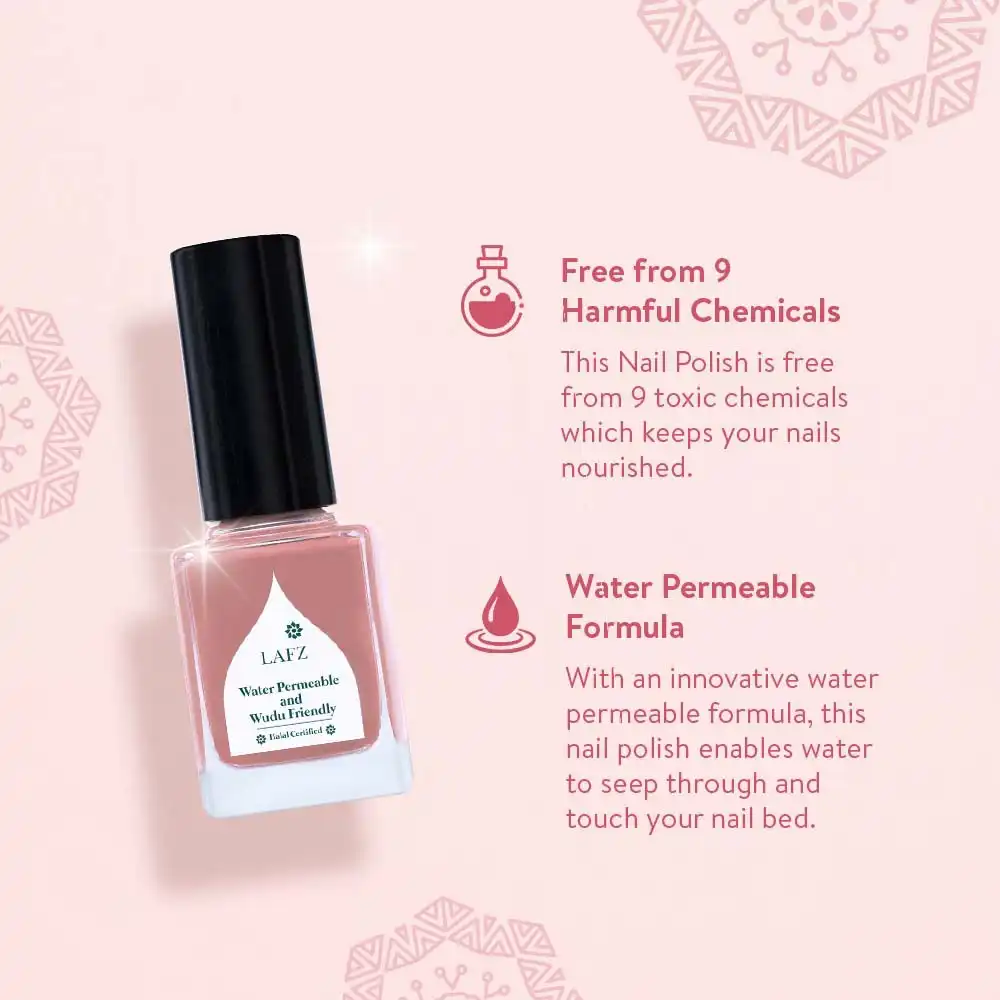 Free from 9
Harmful Chemicals
This Nail Polish is free
from 9 toxic chemicals
which keeps your nails
nourished.
Water Permeable
Formula
With an innovative water
permeable formula, this
nail polish enables water
to seep through and
touch your nail bed.
LAFZ
Water Permeable
and
Wudu Friendly
Halal Certified